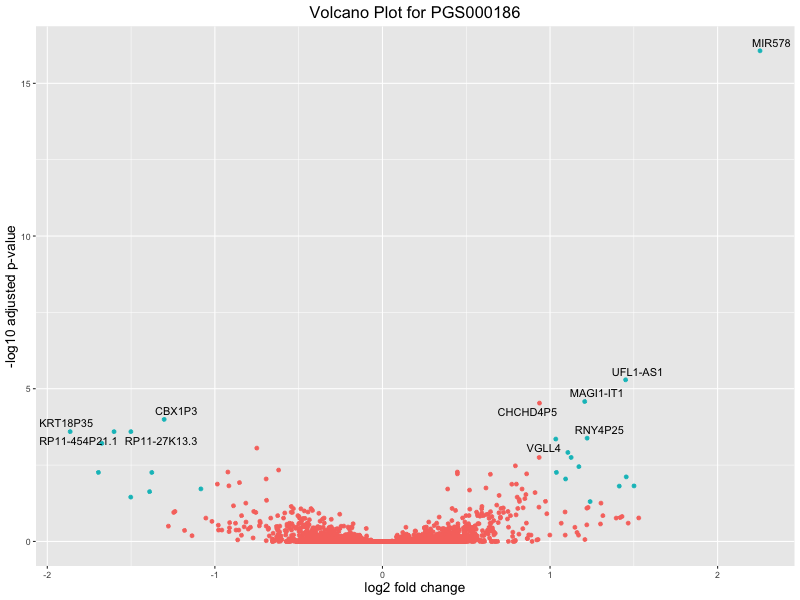 Volcano Plot for PGS000186
MIR578
15
10
-log10 adjusted p-value
UFL1-AS1
5
MAGI1-IT1
CBX1P3
CHCHD4P5
KRT18P35
RNY4P25
RP11-454P21.1
RP11-27K13.3
VGLL4
0
-2
-1
0
1
2
log2 fold change